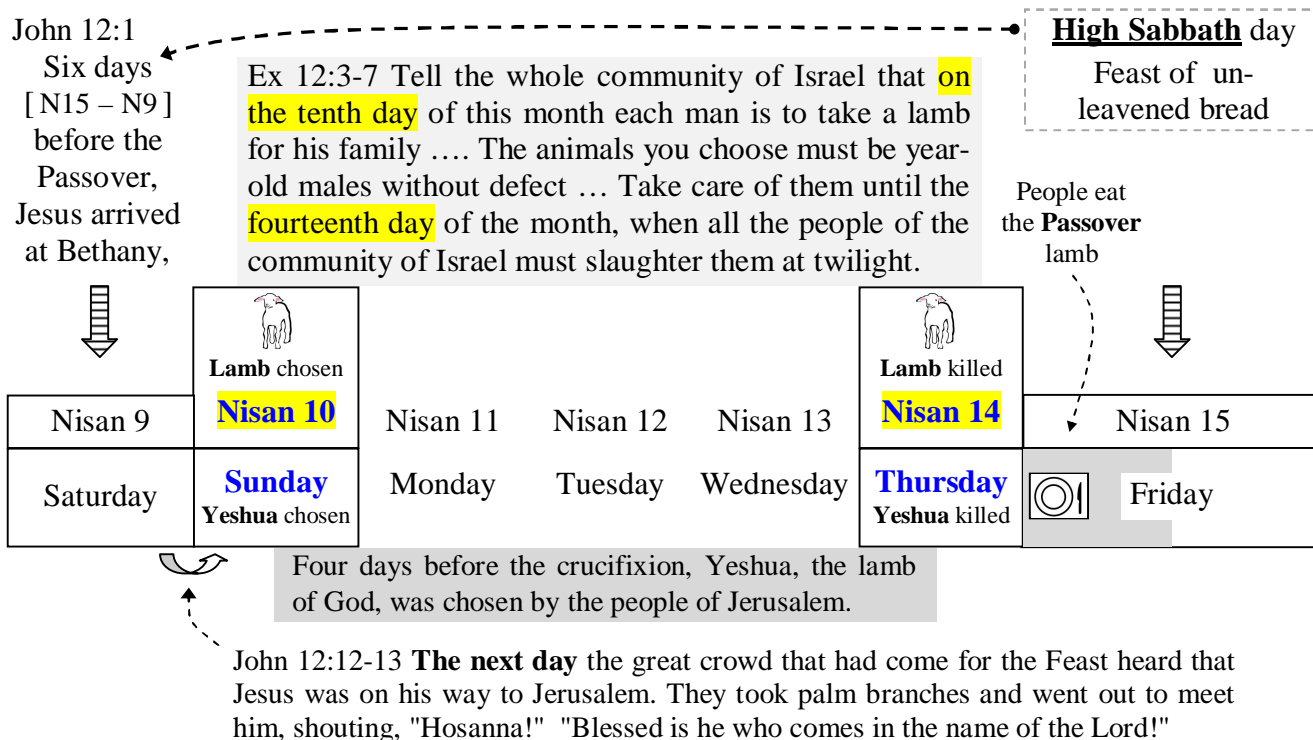 John 12:1
Six days
[ N15 – N9 ]
before the
Passover,
Jesus arrived
at Bethany,
Ex 12:3-7 Tell the whole community of Israel that on
the tenth day of this month each man is to take a lamb
for his family …. The animals you choose must be year-
old males without defect … Take care of them until the
fourteenth day of the month, when all the people of the
community of Israel must slaughter them at twilight.
High Sabbath day
Feast of un-
leavened bread
People eat
the Passover
lamb
Lamb chosen
Lamb killed
Nisan 9
Nisan 10
Nisan 11
Nisan 12
Nisan 13
Nisan 14
Nisan 15
Saturday
Sunday
Yeshua chosen
Monday
Tuesday
Wednesday
Thursday
Yeshua killed
Friday
Four days before the crucifixion, Yeshua, the lamb
of God, was chosen by the people of Jerusalem.
John 12:12-13 The next day the great crowd that had come for the Feast heard that
Jesus was on his way to Jerusalem. They took palm branches and went out to meet
him, shouting, "Hosanna!" "Blessed is he who comes in the name of the Lord!"